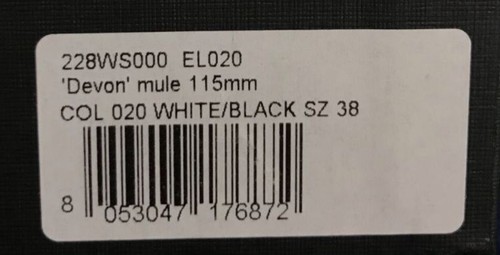 228WS000 EL020
'Devon' mule 115mm
COL 020 WHITE/BLACK SZ 38
8 053047 176872